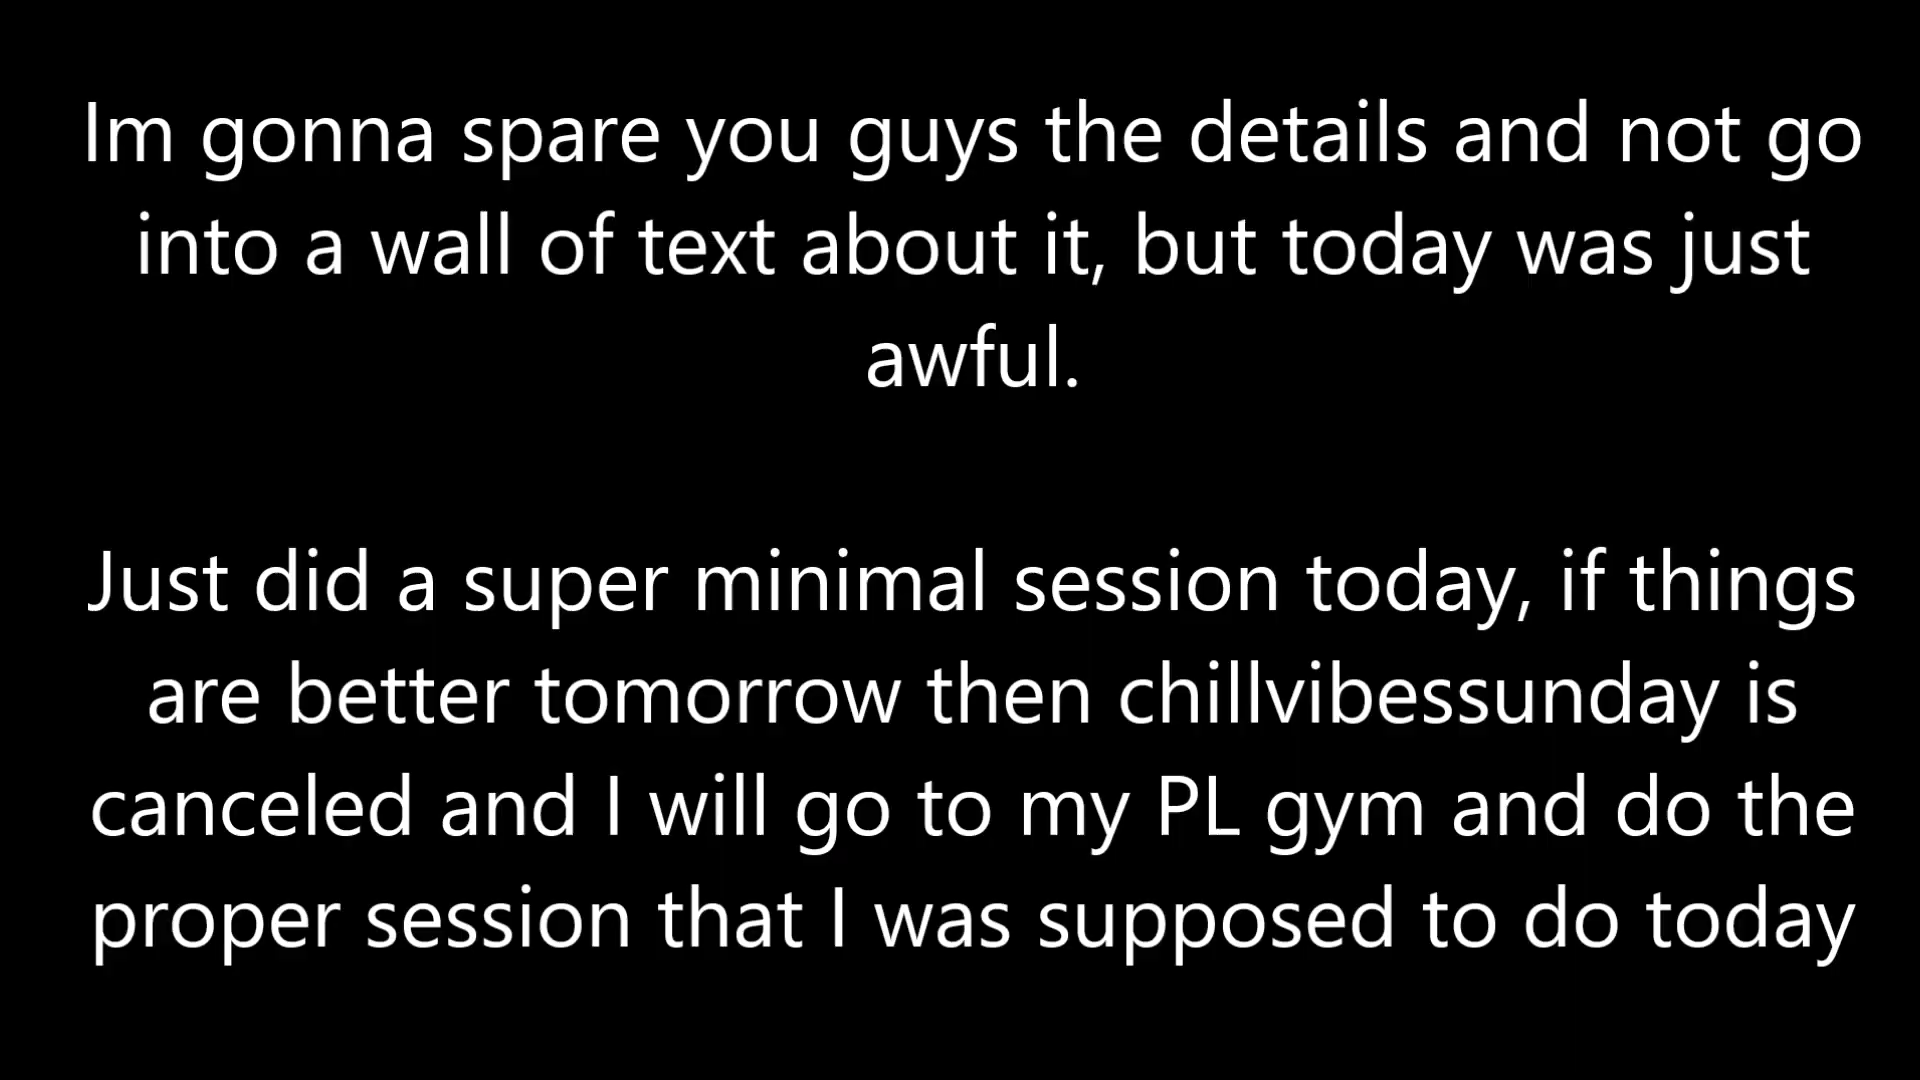 Im gonna spare you guys the details and not go
into a wall of text about it, but today was just
awful.
Just did a super minimal session today, if things
are better tomorrow then chillvibessunday is
canceled and I will go to my PL gym and do the
proper session that I was supposed to do today